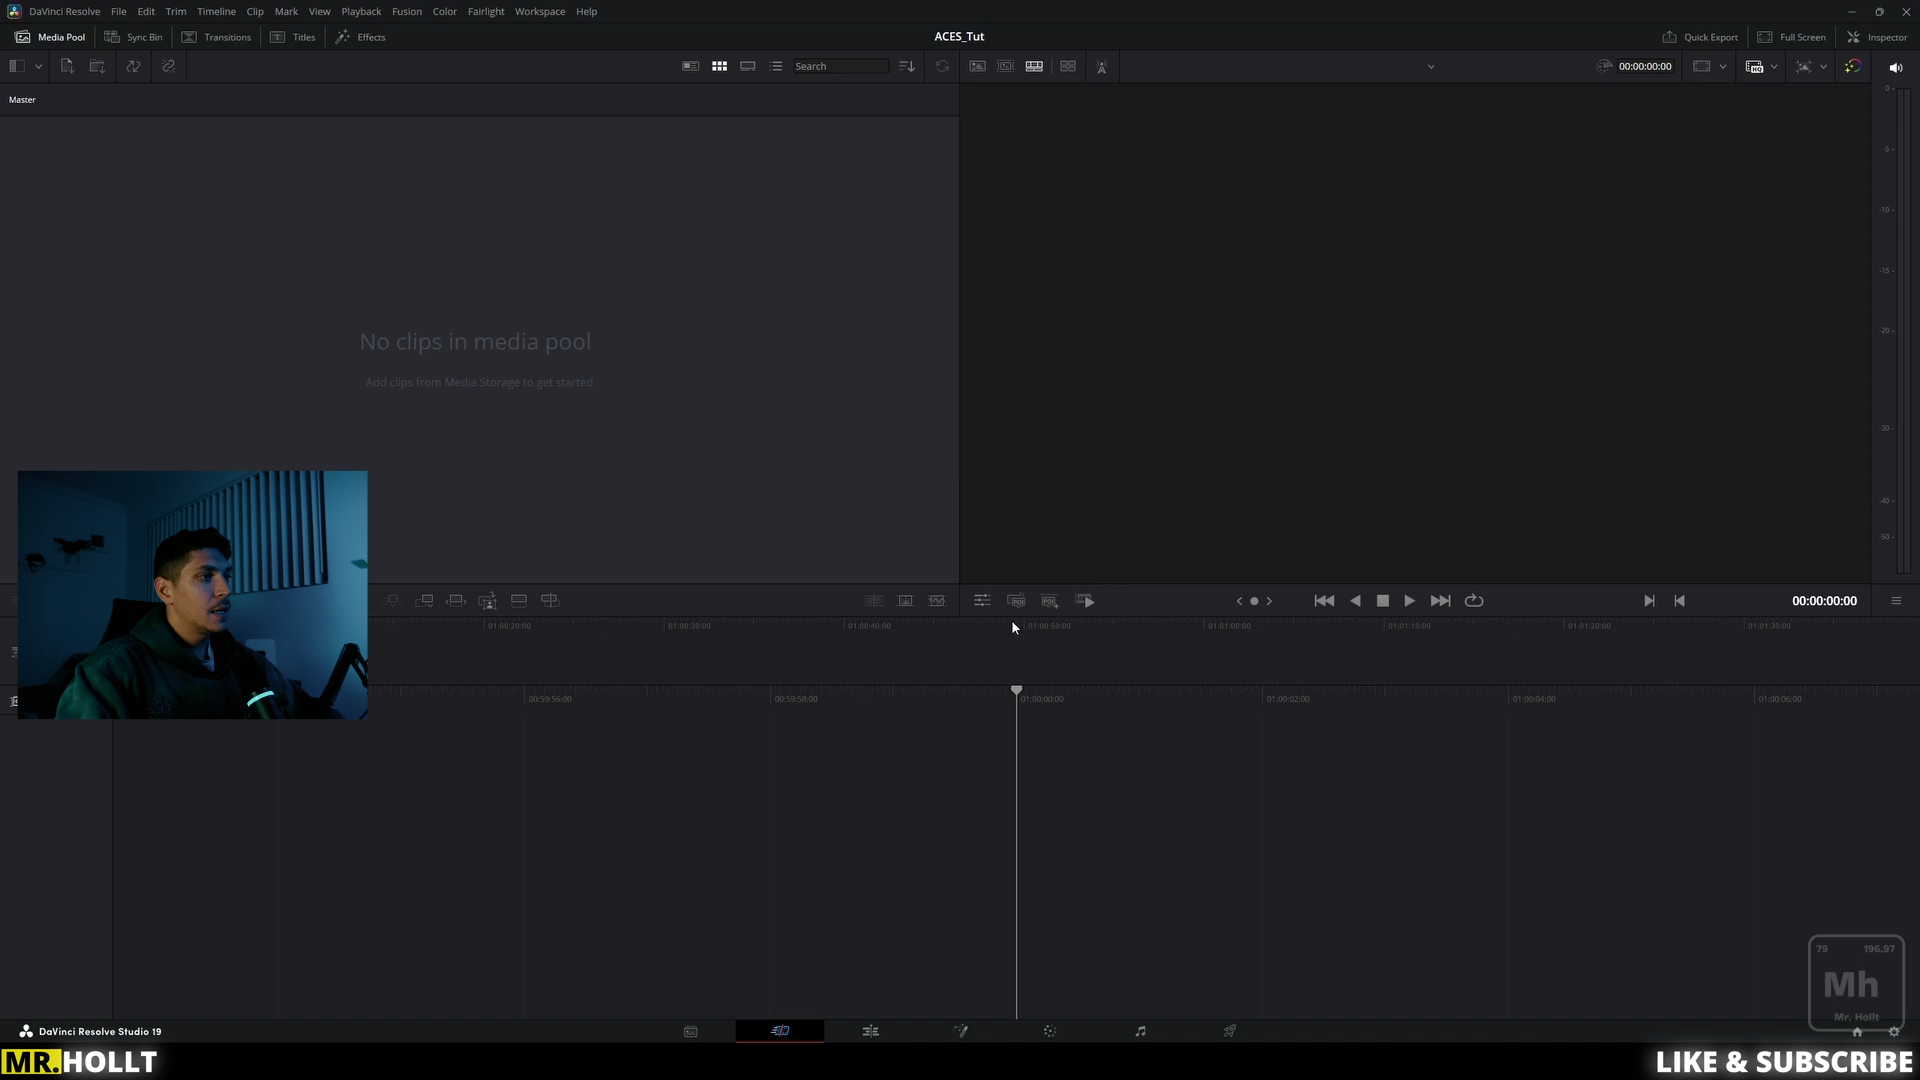 DaVinci Resolve File Edit Trim Timeline Clip Mark View Playback Fusion Color Fairlight Workspace Help
Media Pool Sync Bin Transitions Titles Effects ACES_Tut Quick Export Full Screen Inspector
Search 00:00:00:00
Master
0
-5
-10
-15
-20
-30
-40
-50
No clips in media pool
Add clips from Media Storage to get started
00:00:00:00
01:00:20:00 01:00:30:00 01:00:40:00 01:00:50:00 01:01:00:00 01:01:10:00 01:01:20:00 01:01:30:00
00:59:56:00 00:59:58:00 01:00:00:00 01:00:02:00 01:00:04:00 01:00:06:00
79 196.97
Mh
Mr. Hollt
DaVinci Resolve Studio 19
MR.HOLLT LIKE & SUBSCRIBE